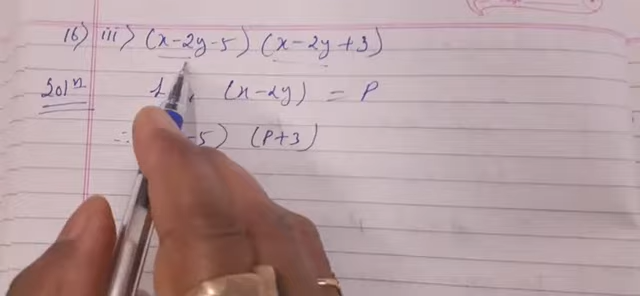 16) iii) (x-2y-5) (x-2y+3)
Solⁿ (x-2y) = P
∴ -5) (P+3)